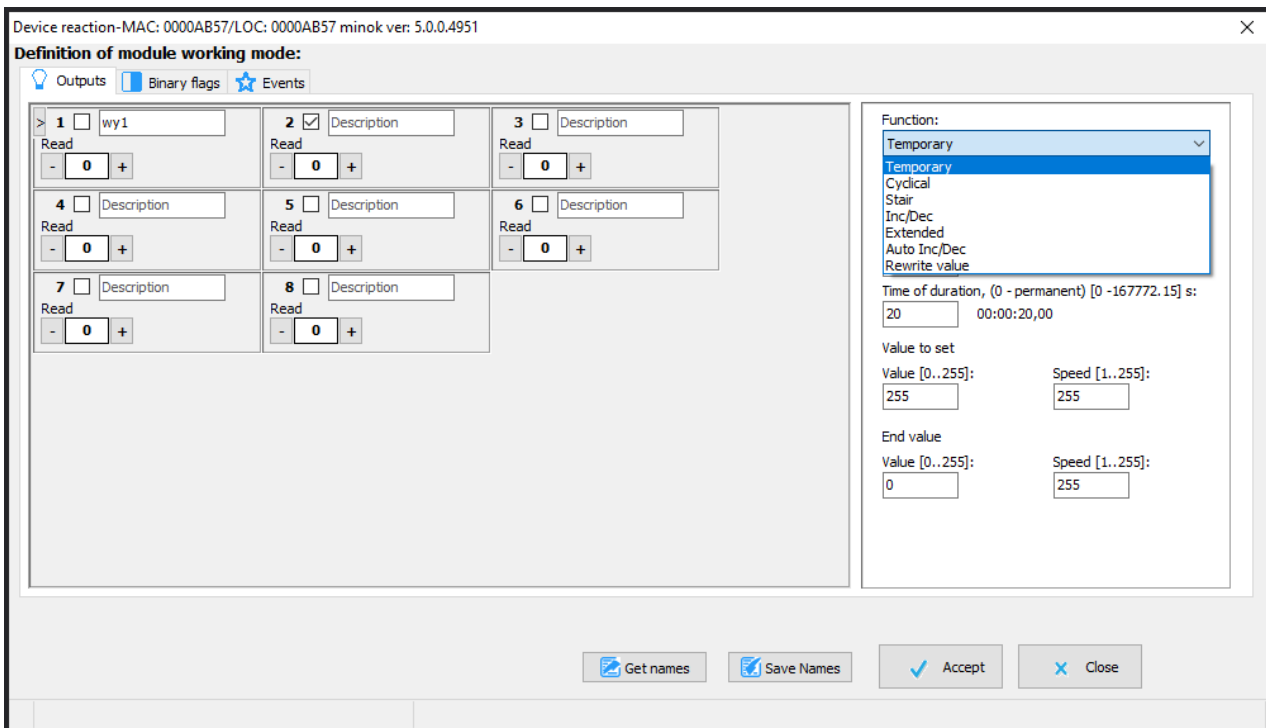 Device reaction-MAC: 0000AB57/LOC: 0000AB57 minok ver: 5.0.0.4951
Definition of module working mode:
Outputs Binary flags Events
> 1 wy1 2 Description 3 Description
Read Read Read
- 0 + - 0 + - 0 +
4 Description 5 Description 6 Description
Read Read Read
- 0 + - 0 + - 0 +
7 Description 8 Description
Read Read
- 0 + - 0 +
Function:
Temporary
Temporary
Cyclical
Stair
Inc/Dec
Extended
Auto Inc/Dec
Rewrite value
Time of duration, (0 - permanent) [0 -167772.15] s:
20 00:00:20,00
Value to set
Value [0..255]: Speed [1..255]:
255 255
End value
Value [0..255]: Speed [1..255]:
0 255
Get names Save Names Accept Close